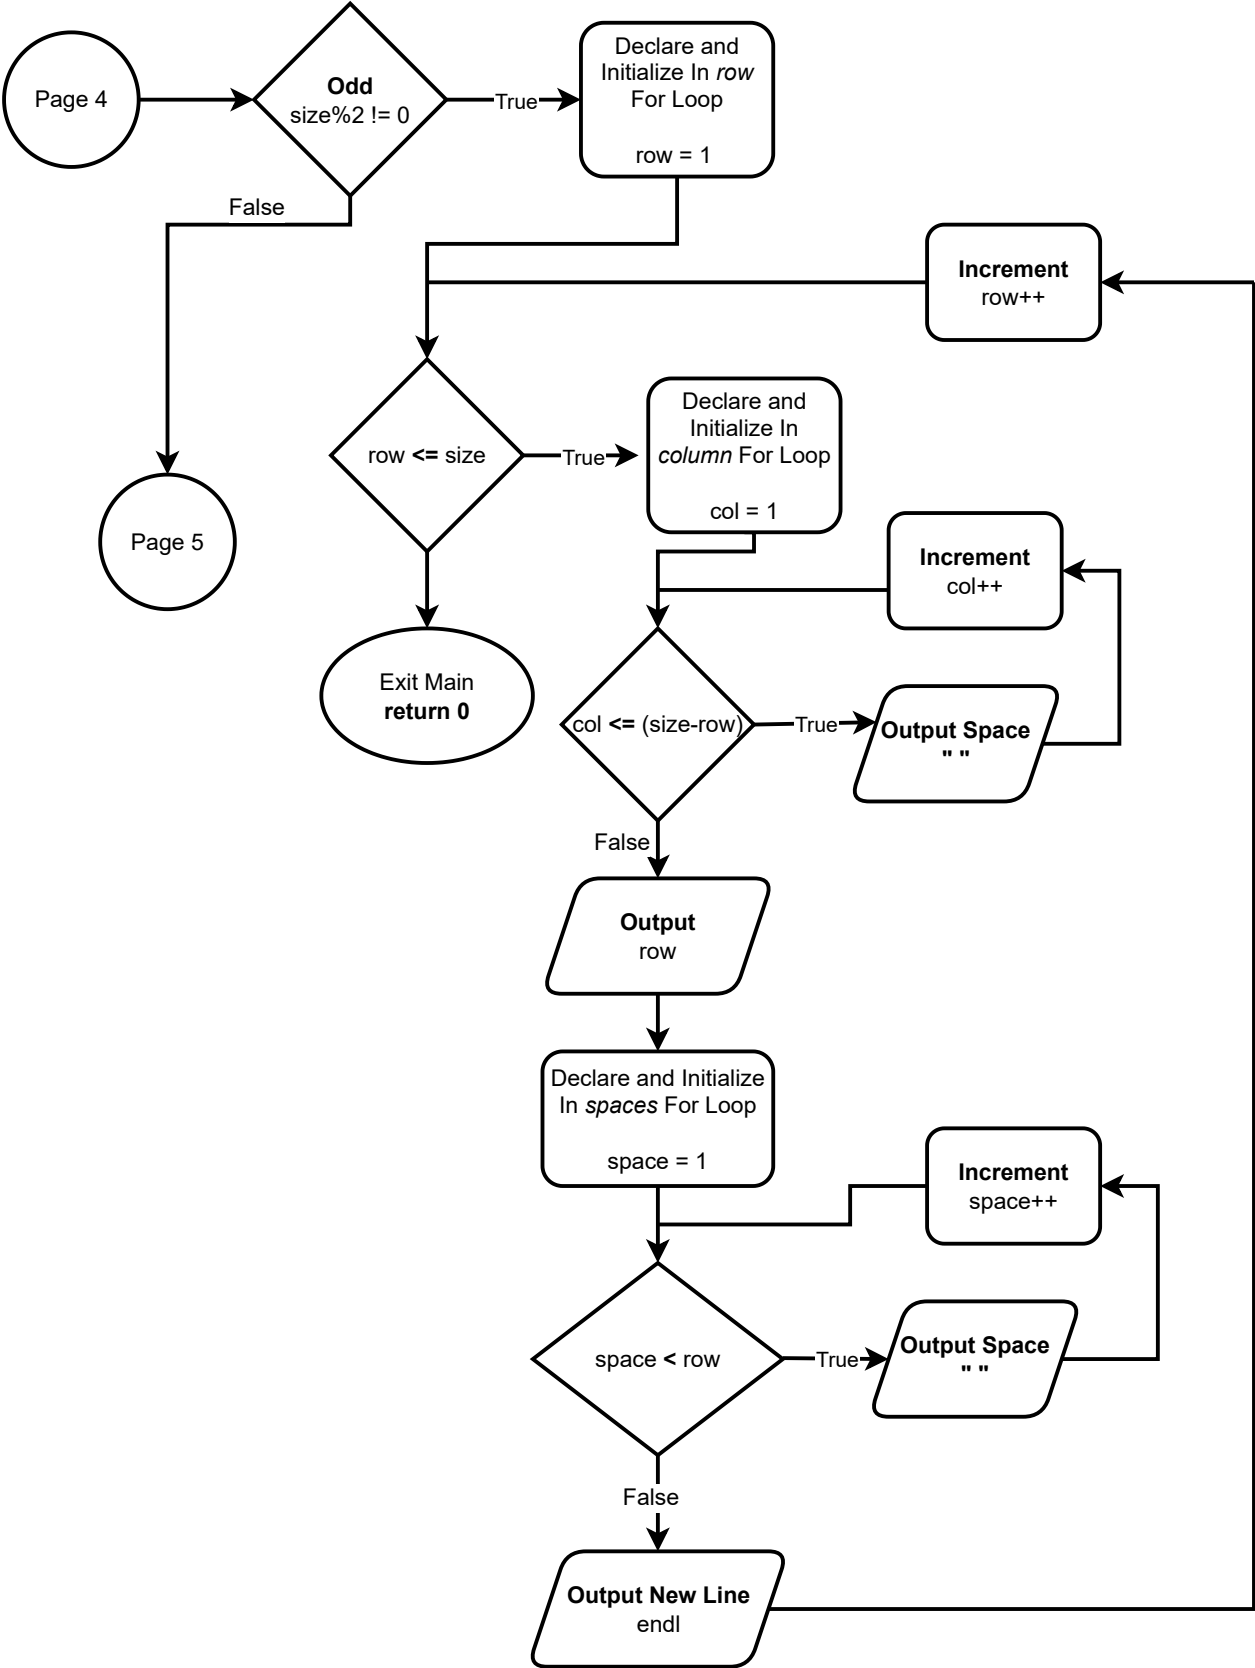 Page 4
Odd
size%2 != 0
True
Declare and
Initialize In row
For Loop
row = 1
False
Increment
row++
row <= size
True
Declare and
Initialize In
column For Loop
col = 1
Page 5
Increment
col++
Exit Main
return 0
col <= (size-row)
True
Output Space
" "
False
Output
row
Declare and Initialize
In spaces For Loop
space = 1
Increment
space++
space < row
True
Output Space
" "
False
Output New Line
endl